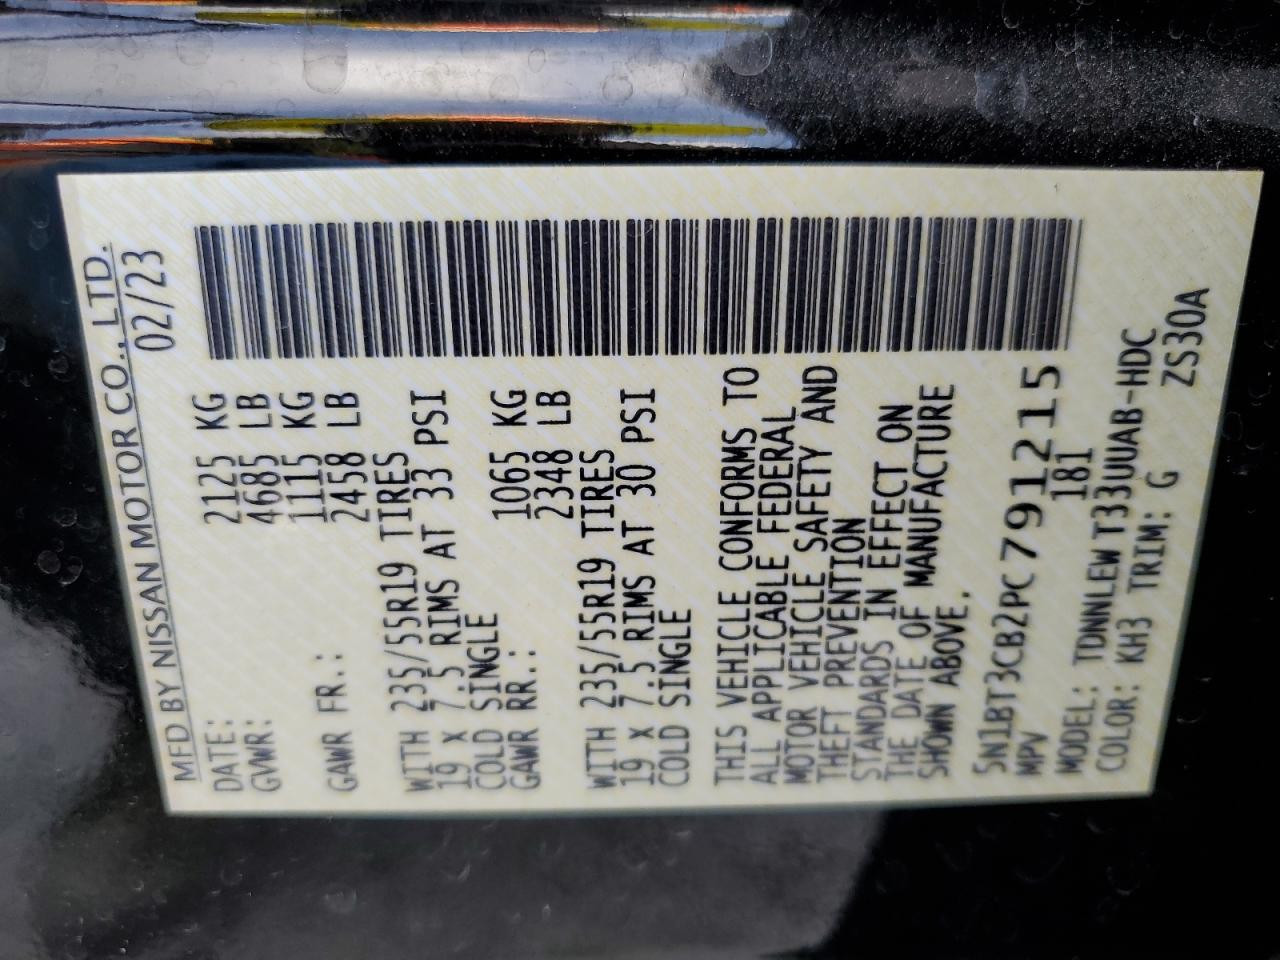 MFD BY NISSAN MOTOR CO., LTD.
DATE: 02/23
GVWR: 2125 KG
4685 LB
GAWR FR.: 1115 KG
2458 LB
WITH 235/55R19 TIRES
19 X 7.5 RIMS AT 33 PSI
COLD SINGLE
GAWR RR.: 1065 KG
2348 LB
WITH 235/55R19 TIRES
19 X 7.5 RIMS AT 30 PSI
COLD SINGLE
THIS VEHICLE CONFORMS TO
ALL APPLICABLE FEDERAL
MOTOR VEHICLE SAFETY AND
THEFT PREVENTION
STANDARDS IN EFFECT ON
THE DATE OF MANUFACTURE
SHOWN ABOVE.
5N1BT3CB2PC791215
MPV 181
MODEL: TDNNLEW T33UUAB-HDC
COLOR: KH3 TRIM: G ZS30A